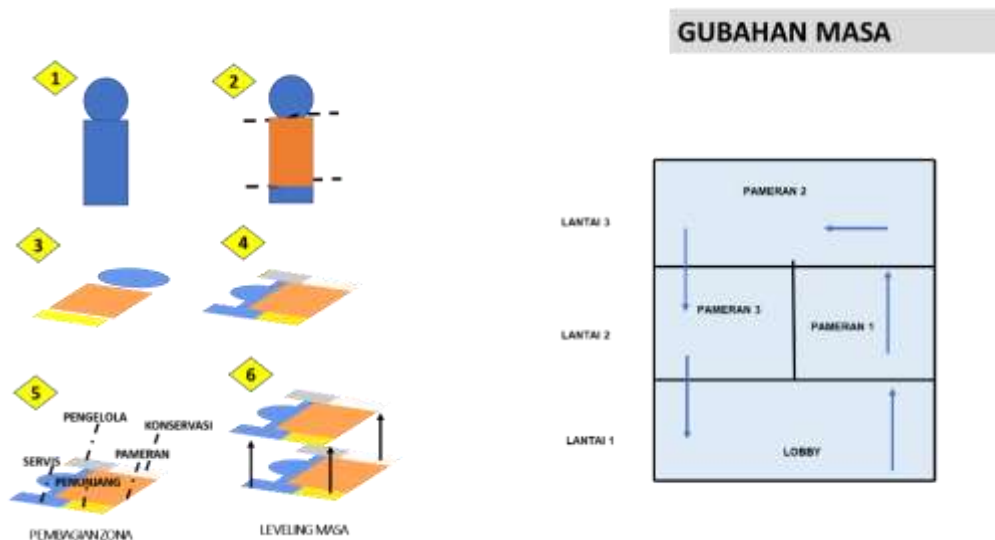 GUBAHAN MASA
1
2
3
4
5
PENGELOLA
KONSERVASI
SERVIS
PAMERAN
PENUNJANG
PEMBAGIAN ZONA
6
LEVELING MASA
PAMERAN 2
LANTAI 3
PAMERAN 3
PAMERAN 1
LANTAI 2
LANTAI 1
LOBBY